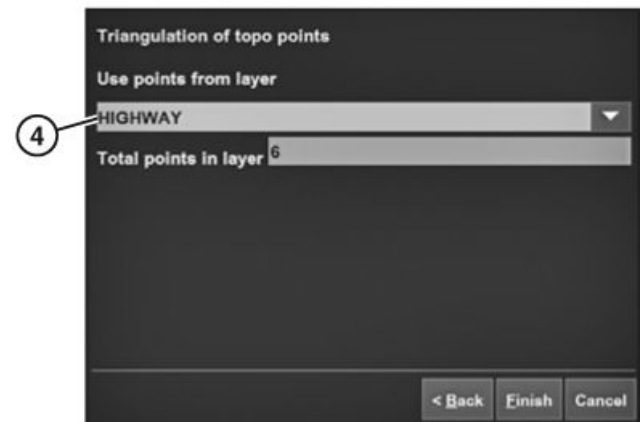 Triangulation of topo points
Use points from layer
4
HIGHWAY
Total points in layer 6
< Back Finish Cancel